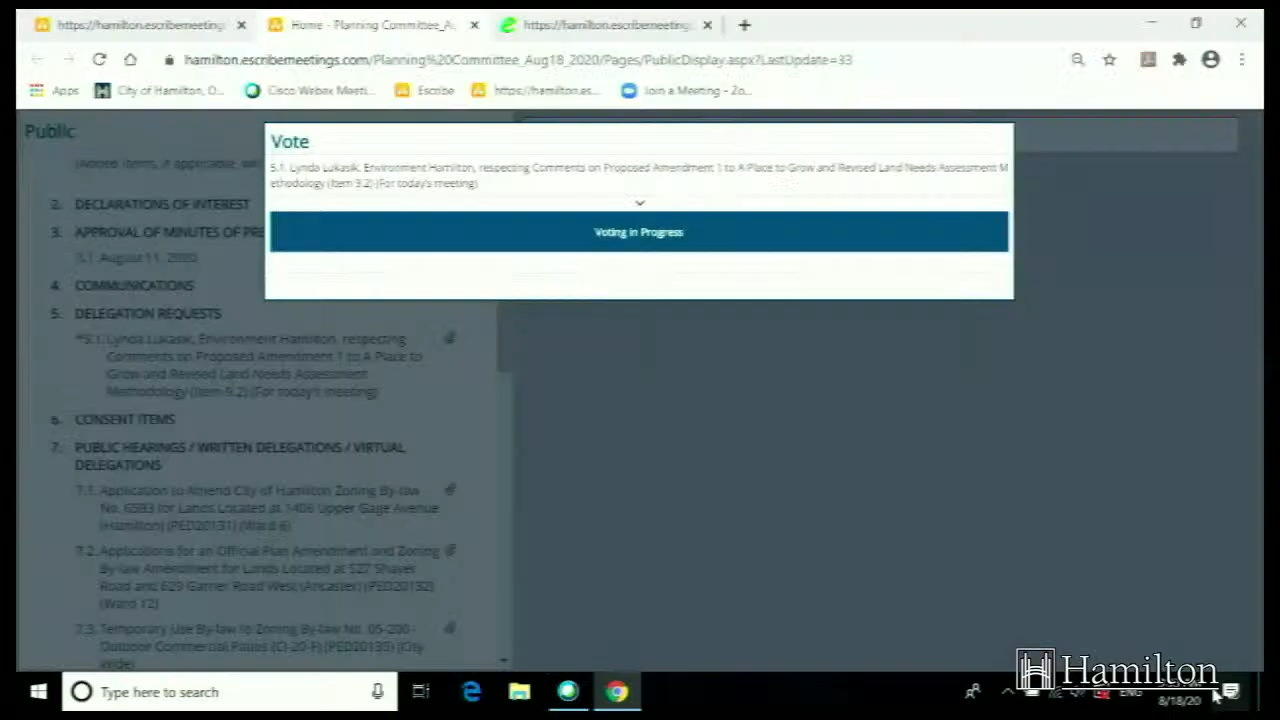 https://hamilton.escribemeeting
Home - Planning Committee_A
https://hamilton.escribemeeting
hamilton.escribemeetings.com/Planning%20Committee_Aug18_2020/Pages/PublicDisplay.aspx?LastUpdate=33
Apps
City of Hamilton, O...
Cisco Webex Meeti...
Escribe
https://hamilton.es...
Join a Meeting - Zo...
Public
Vote
5.1. Lynda Lukasik, Environment Hamilton, respecting Comments on Proposed Amendment 1 to A Place to Grow and Revised Land Needs Assessment M
ethodology (Item 9.2) (For today's meeting)
Voting in Progress
(Added Items, if applicable, wi
2. DECLARATIONS OF INTEREST
3. APPROVAL OF MINUTES OF PRE
3.1. August 11, 2020
4. COMMUNICATIONS
5. DELEGATION REQUESTS
*5.1. Lynda Lukasik, Environment Hamilton, respecting
Comments on Proposed Amendment 1 to A Place to
Grow and Revised Land Needs Assessment
Methodology (Item 9.2) (For today's meeting)
6. CONSENT ITEMS
7. PUBLIC HEARINGS / WRITTEN DELEGATIONS / VIRTUAL
DELEGATIONS
7.1. Application to Amend City of Hamilton Zoning By-law
No. 6593 for Lands Located at 1406 Upper Gage Avenue
(Hamilton) (PED20131) (Ward 6)
7.2. Applications for an Official Plan Amendment and Zoning
By-law Amendment for Lands Located at 527 Shaver
Road and 629 Garner Road West (Ancaster) (PED20132)
(Ward 12)
7.3. Temporary Use By-law to Zoning By-law No. 05-200 -
Outdoor Commercial Patios (CI-20-F) (PED20135) (City
Wide)
Hamilton
Type here to search
ENG
8/18/20